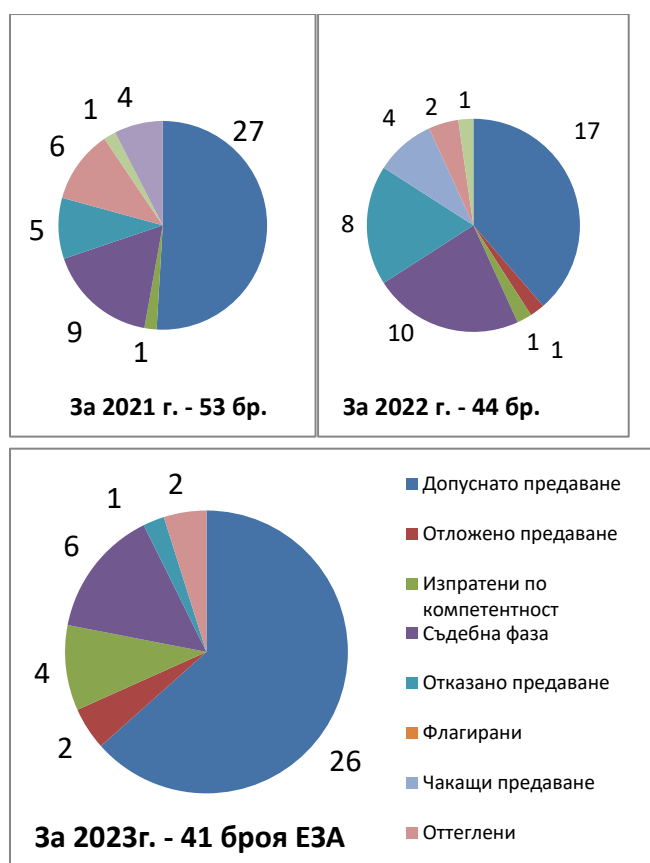 27
1
9
5
6
1
4
За 2021 г. - 53 бр.
17
1
1
10
8
4
2
1
За 2022 г. - 44 бр.
26
2
4
6
1
2
За 2023г. - 41 броя ЕЗА
Допуснато предаване
Отложено предаване
Изпратени по
компетентност
Съдебна фаза
Отказано предаване
Флагирани
Чакащи предаване
Оттеглени